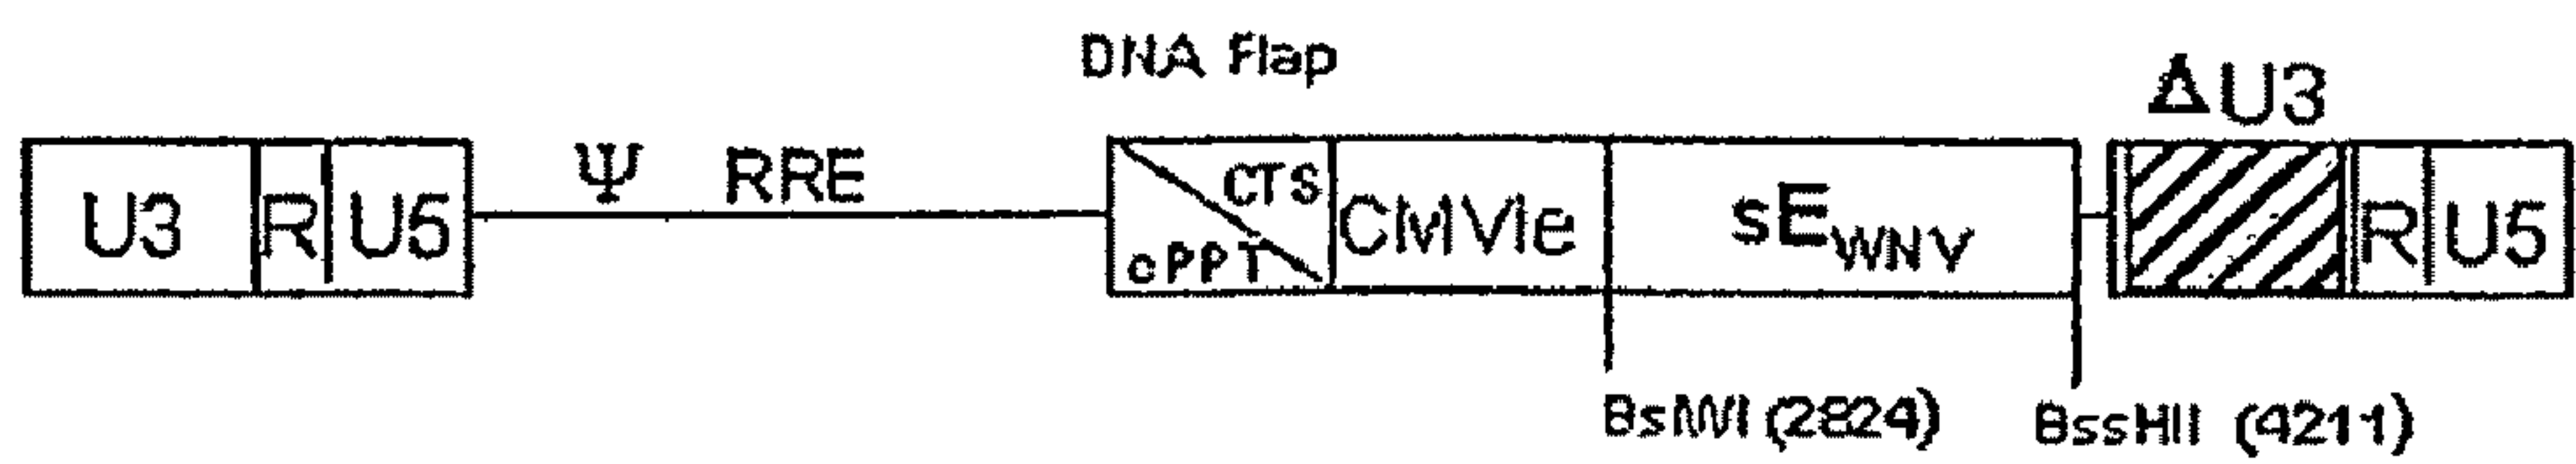 DNA Flap
ΔU3
U3 R U5 Ψ RRE cPPT CTS CMVIe sE WNV R U5
BsiWI (2824) BssHII (4211)